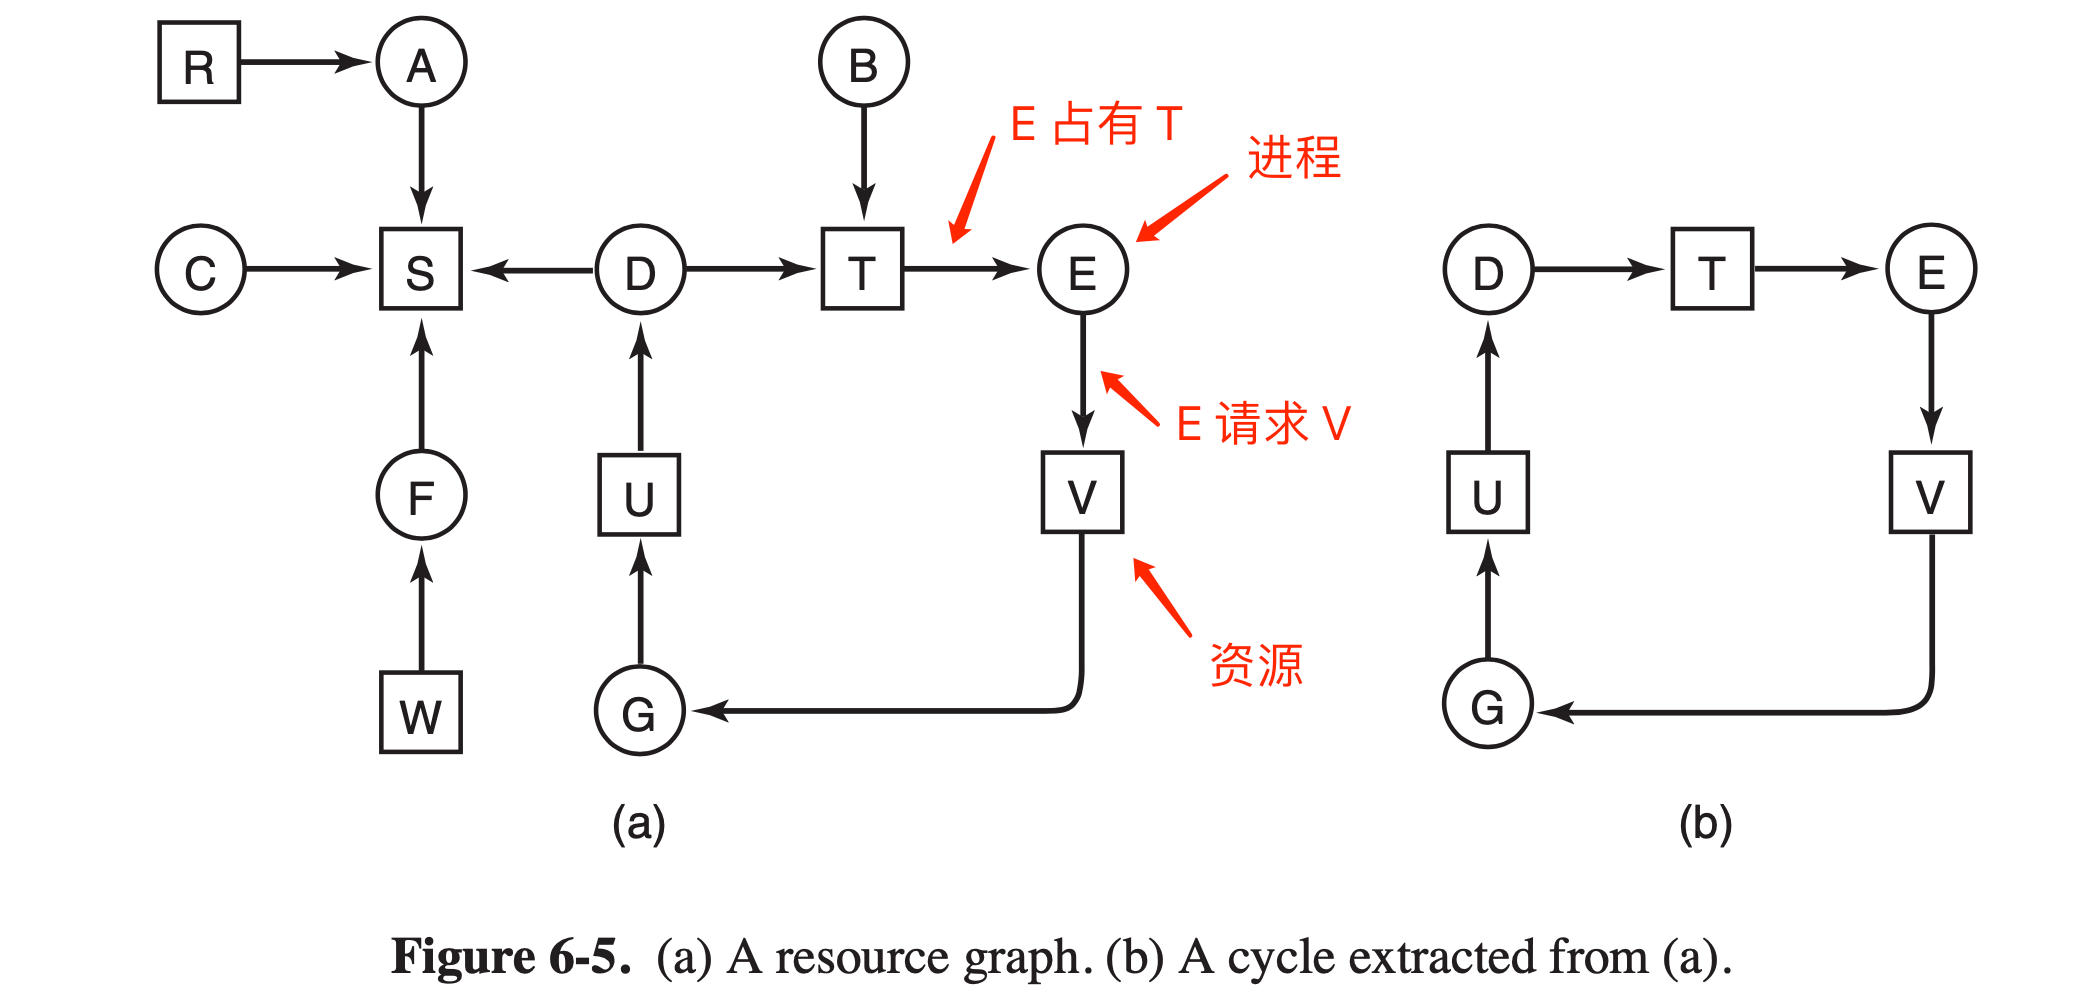 R A B
E 占有 T
进程
C S D T E D T E
E 请求 V
F U V U V
资源
W G G
(a) (b)
Figure 6-5. (a) A resource graph. (b) A cycle extracted from (a).